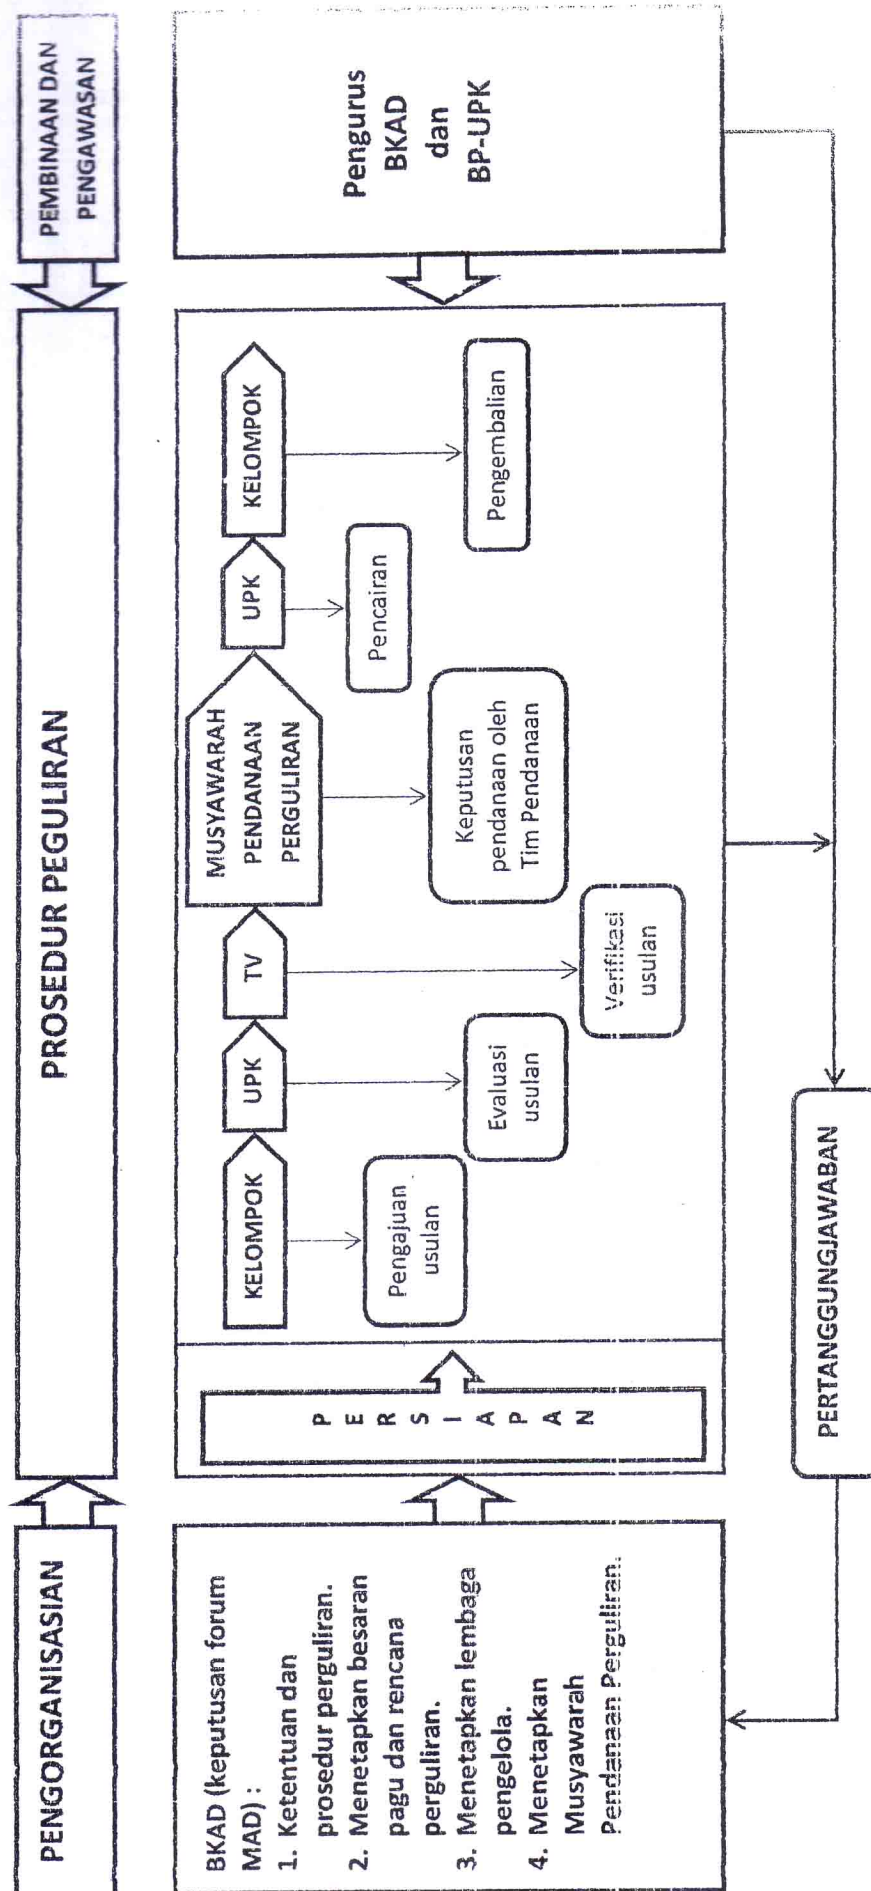 PENGORGANISASIAN
PROSEDUR PEGULIRAN
PEMBINAAN DAN
PENGAWASAN
BKAD (keputusan forum
MAD) :
1. Ketentuan dan
prosedur perguliran.
2. Menetapkan besaran
pagu dan rencana
perguliran.
3. Menetapkan lembaga
pengelola.
4. Menetapkan
Musyawarah
Pendanaan Perguliran.
PERSIAPAN
KELOMPOK
UPK
TV
MUSYAWARAH
PENDANAAN
PERGULIRAN
UPK
KELOMPOK
Pengajuan
usulan
Evaluasi
usulan
Verifikasi
usulan
Keputusan
pendanaan oleh
Tim Pendanaan
Pencairan
Pengembalian
Pengurus
BKAD
dan
BP-UPK
PERTANGGUNGJAWABAN